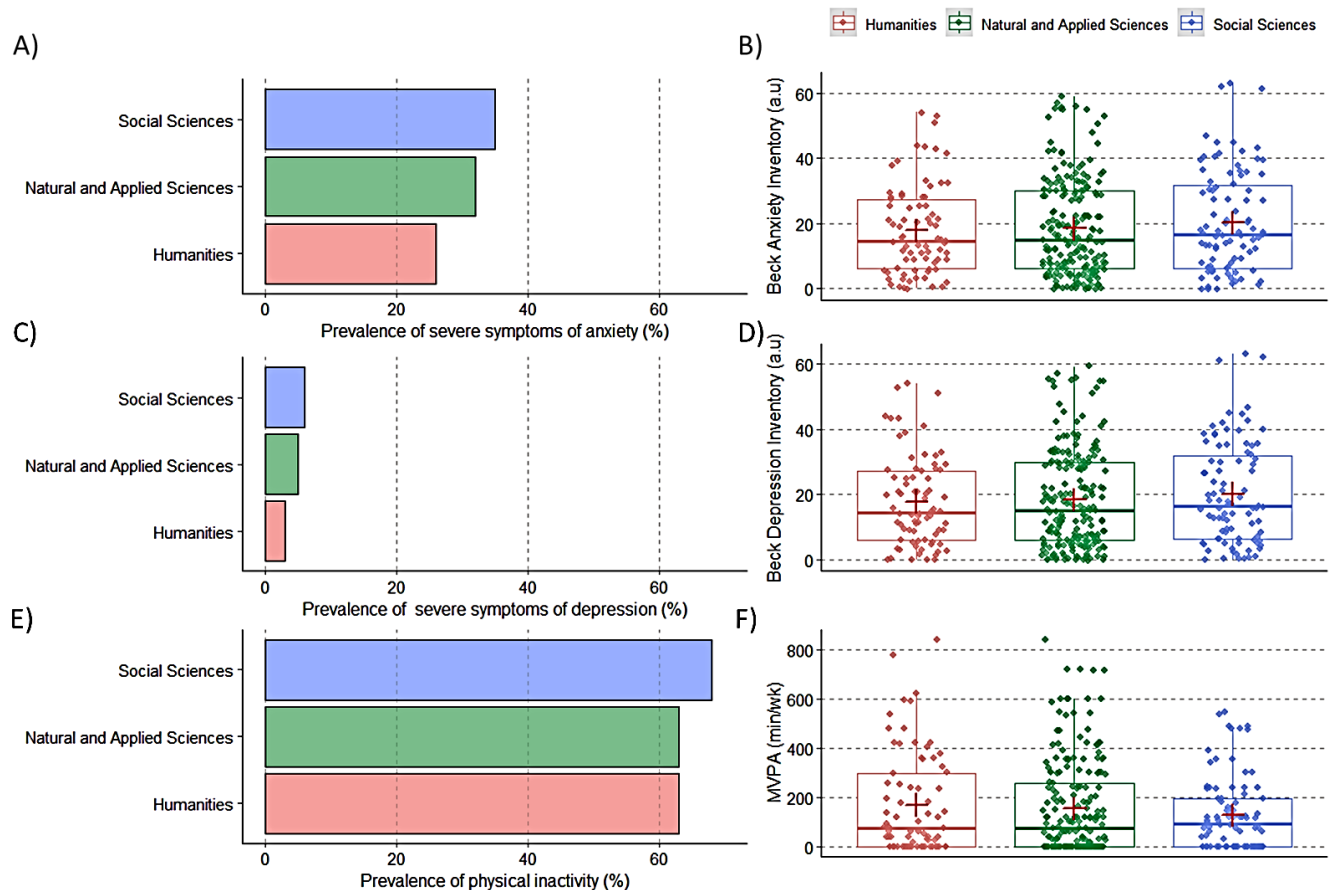 Humanities Natural and Applied Sciences Social Sciences
A)
Social Sciences
Natural and Applied Sciences
Humanities
0 20 40 60
Prevalence of severe symptoms of anxiety (%)
B)
Beck Anxiety Inventory (a.u)
60
40
20
0
C)
Social Sciences
Natural and Applied Sciences
Humanities
0 20 40 60
Prevalence of severe symptoms of depression (%)
D)
Beck Depression Inventory (a.u)
60
40
20
0
E)
Social Sciences
Natural and Applied Sciences
Humanities
0 20 40 60
Prevalence of physical inactivity (%)
F)
MVPA (min/wk)
800
600
400
200
0